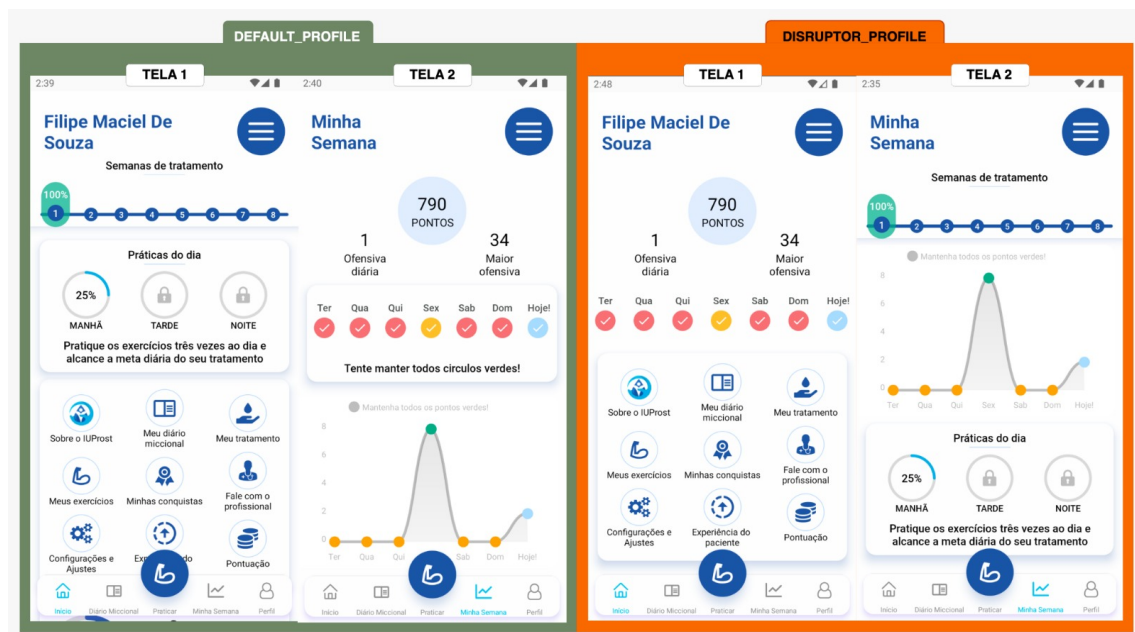 DEFAULT_PROFILE
TELA 1
2:39
Filipe Maciel De
Souza
Semanas de tratamento
100%
1 2 3 4 5 6 7 8
Práticas do dia
25%
MANHÃ TARDE NOITE
Pratique os exercícios três vezes ao dia e
alcance a meta diária do seu tratamento
Sobre o IUProst Meu diário
miccional Meu tratamento
Meus exercícios Minhas conquistas Fale com o
profissional
Configurações e
Ajustes Ex do Pontuação
Início Diário Miccional Praticar Minha Semana Perfil
TELA 2
2:40
Minha
Semana
790
PONTOS
1 34
Ofensiva
diária
Maior
ofensiva
Ter Qua Qui Sex Sab Dom Hoje!
Tente manter todos circulos verdes!
Mantenha todos os pontos verdes!
8
6
4
2
0
Ter Qua Qui Sab Dom Hoje!
Início Diário Miccional Praticar Minha Semana Perfil
DISRUPTOR_PROFILE
TELA 1
2:48
Filipe Maciel De
Souza
790
PONTOS
1 34
Ofensiva
diária
Maior
ofensiva
Ter Qua Qui Sex Sab Dom Hoje!
Sobre o IUProst Meu diário
miccional Meu tratamento
Meus exercícios Minhas conquistas Fale com o
profissional
Configurações e
Ajustes Experiência do
paciente Pontuação
Início Diário Miccional Praticar Minha Semana Perfil
TELA 2
2:35
Minha
Semana
Semanas de tratamento
100%
1 2 3 4 5 6 7 8
Mantenha todos os pontos verdes!
8
6
4
2
0
Ter Qua Qui Sex Sab Dom Hoje!
Práticas do dia
25%
MANHÃ TARDE NOITE
Pratique os exercícios três vezes ao dia e
alcance a meta diária do seu tratamento
Início Diário Miccional Praticar Minha Semana Perfil